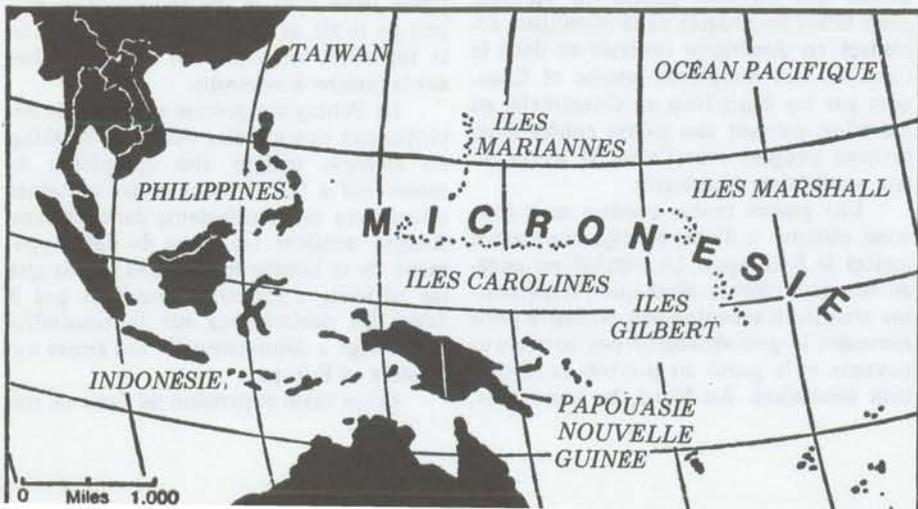 TAIWAN
OCEAN PACIFIQUE
ILES
MARIANNES
PHILIPPINES
ILES MARSHALL
MICRONESIE
ILES CAROLINES
ILES
GILBERT
INDONESIE
PAPOUASIE
NOUVELLE
GUINEE
0 Miles 1.000